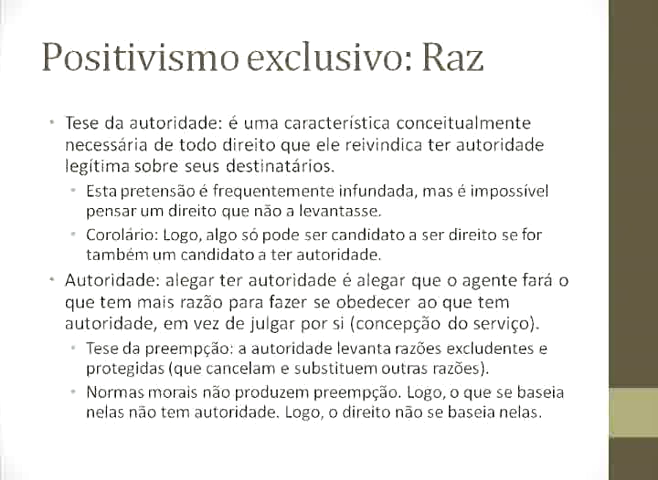 Positivismo exclusivo: Raz
• Tese da autoridade: é uma característica conceitualmente
necessária de todo direito que ele reivindica ter autoridade
legítima sobre seus destinatários.
• Esta pretensão é frequentemente infundada, mas é impossível
pensar um direito que não a levantasse.
• Corolário: Logo, algo só pode ser candidato a ser direito se for
também um candidato a ter autoridade.
• Autoridade: alegar ter autoridade é alegar que o agente fará o
que tem mais razão para fazer se obedecer ao que tem
autoridade, em vez de julgar por si (concepção do serviço).
• Tese da preempção: a autoridade levanta razões excludentes e
protegidas (que cancelam e substituem outras razões).
• Normas morais não produzem preempção. Logo, o que se baseia
nelas não tem autoridade. Logo, o direito não se baseia nelas.